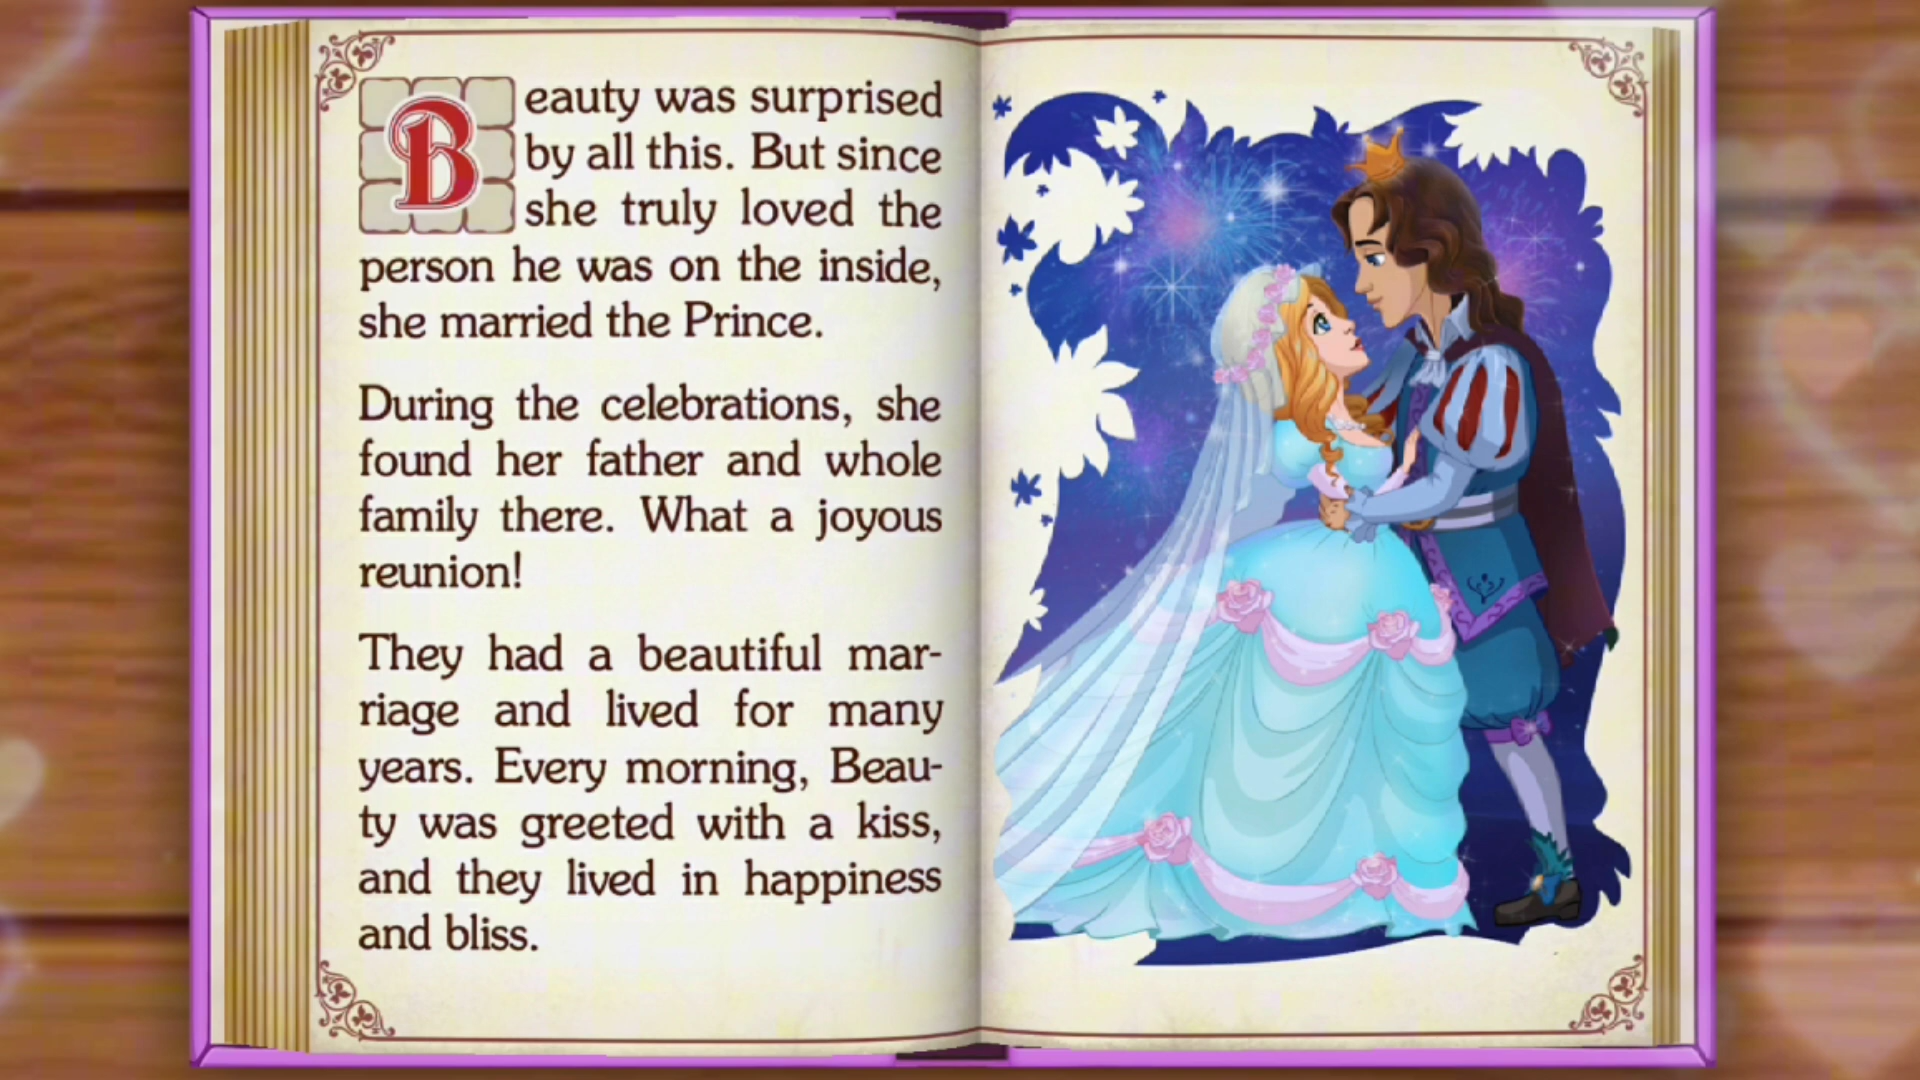 Beauty was surprised
by all this. But since
she truly loved the
person he was on the inside,
she married the Prince.
During the celebrations, she
found her father and whole
family there. What a joyous
reunion!
They had a beautiful mar-
riage and lived for many
years. Every morning, Beau-
ty was greeted with a kiss,
and they lived in happiness
and bliss.